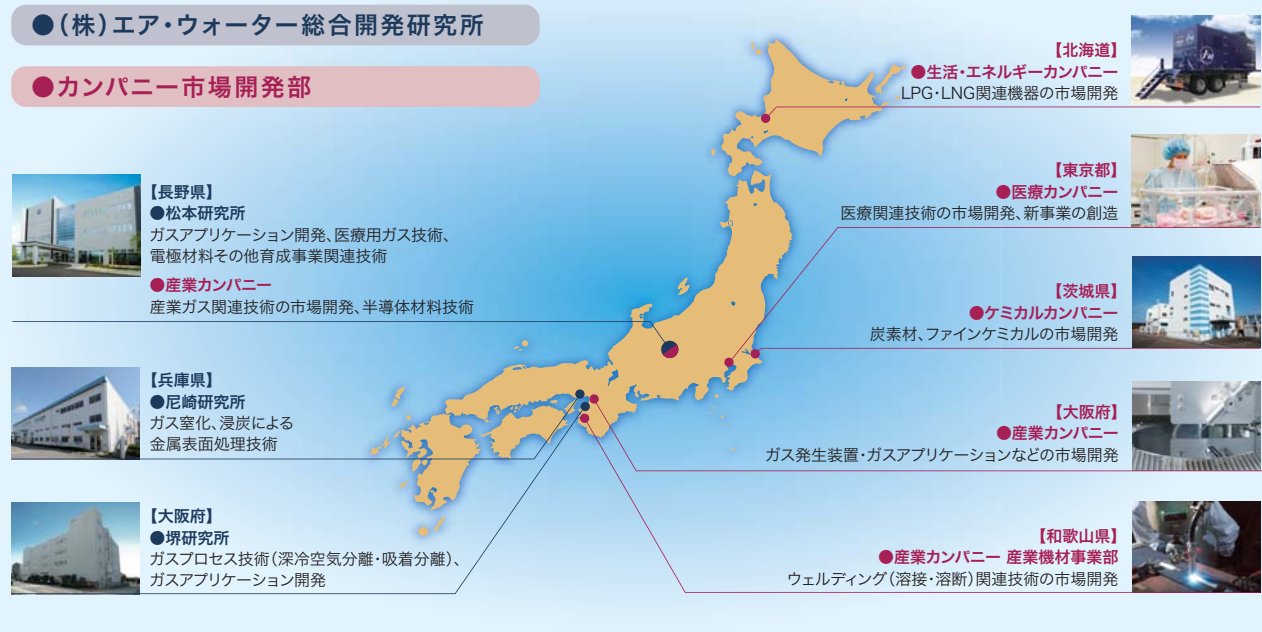 ●(株)エア・ウォーター総合開発研究所
●カンパニー市場開発部
【長野県】
●松本研究所
ガスアプリケーション開発、医療用ガス技術、
電極材料その他育成事業関連技術
●産業カンパニー
産業ガス関連技術の市場開発、半導体材料技術
【兵庫県】
●尼崎研究所
ガス窒化、浸炭による
金属表面処理技術
【大阪府】
●堺研究所
ガスプロセス技術(深冷空気分離・吸着分離)、
ガスアプリケーション開発
【北海道】
●生活・エネルギーカンパニー
LPG・LNG関連機器の市場開発
【東京都】
●医療カンパニー
医療関連技術の市場開発、新事業の創造
【茨城県】
●ケミカルカンパニー
炭素材、ファインケミカルの市場開発
【大阪府】
●産業カンパニー
ガス発生装置・ガスアプリケーションなどの市場開発
【和歌山県】
●産業カンパニー 産業機材事業部
ウェルディング(溶接・溶断)関連技術の市場開発